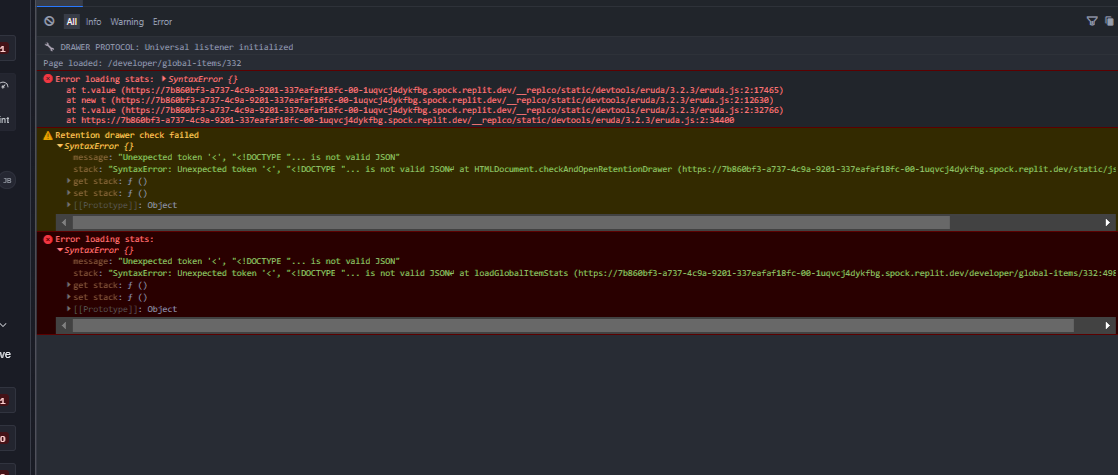 All Info Warning Error
DRAWER PROTOCOL: Universal listener initialized
Page loaded: /developer/global-items/332
1
Error loading stats: SyntaxError {}
at t.value (https://7b860bf3-a737-4c9a-9201-337eafaf18fc-00-1uqvcj4dykfbg.spock.replit.dev/__replco/static/devtools/eruda/3.2.3/eruda.js:2:17465)
at new t (https://7b860bf3-a737-4c9a-9201-337eafaf18fc-00-1uqvcj4dykfbg.spock.replit.dev/__replco/static/devtools/eruda/3.2.3/eruda.js:2:12630)
at t.value (https://7b860bf3-a737-4c9a-9201-337eafaf18fc-00-1uqvcj4dykfbg.spock.replit.dev/__replco/static/devtools/eruda/3.2.3/eruda.js:2:32766)
at https://7b860bf3-a737-4c9a-9201-337eafaf18fc-00-1uqvcj4dykfbg.spock.replit.dev/__replco/static/devtools/eruda/3.2.3/eruda.js:2:34400
int
Retention drawer check failed
SyntaxError {}
message: "Unexpected token '<', "<!DOCTYPE "... is not valid JSON"
stack: "SyntaxError: Unexpected token '<', "<!DOCTYPE "... is not valid JSON↵ at HTMLDocument.checkAndOpenRetentionDrawer (https://7b860bf3-a737-4c9a-9201-337eafaf18fc-00-1uqvcj4dykfbg.spock.replit.dev/static/js
JB
get stack: ƒ ()
set stack: ƒ ()
[[Prototype]]: Object
Error loading stats:
SyntaxError {}
message: "Unexpected token '<', "<!DOCTYPE "... is not valid JSON"
stack: "SyntaxError: Unexpected token '<', "<!DOCTYPE "... is not valid JSON↵ at loadGlobalItemStats (https://7b860bf3-a737-4c9a-9201-337eafaf18fc-00-1uqvcj4dykfbg.spock.replit.dev/developer/global-items/332:498
get stack: ƒ ()
set stack: ƒ ()
[[Prototype]]: Object
ve
1
0